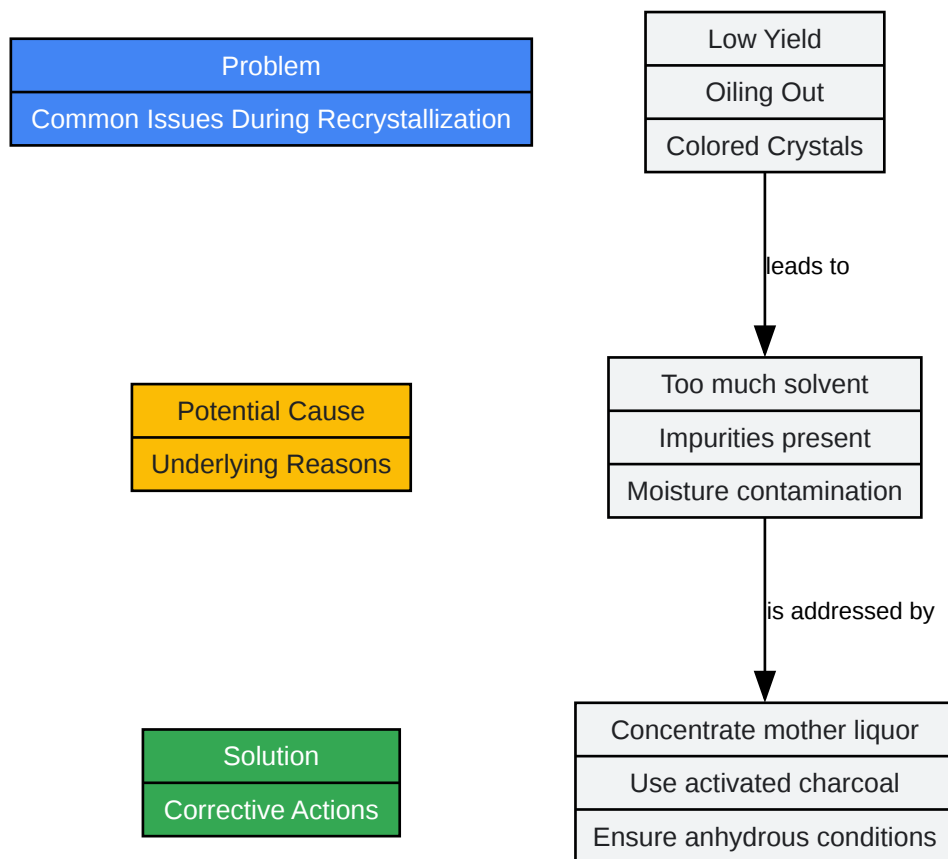 Problem
Common Issues During Recrystallization
Low Yield
Oiling Out
Colored Crystals
leads to
Potential Cause
Underlying Reasons
Too much solvent
Impurities present
Moisture contamination
is addressed by
Solution
Corrective Actions
Concentrate mother liquor
Use activated charcoal
Ensure anhydrous conditions